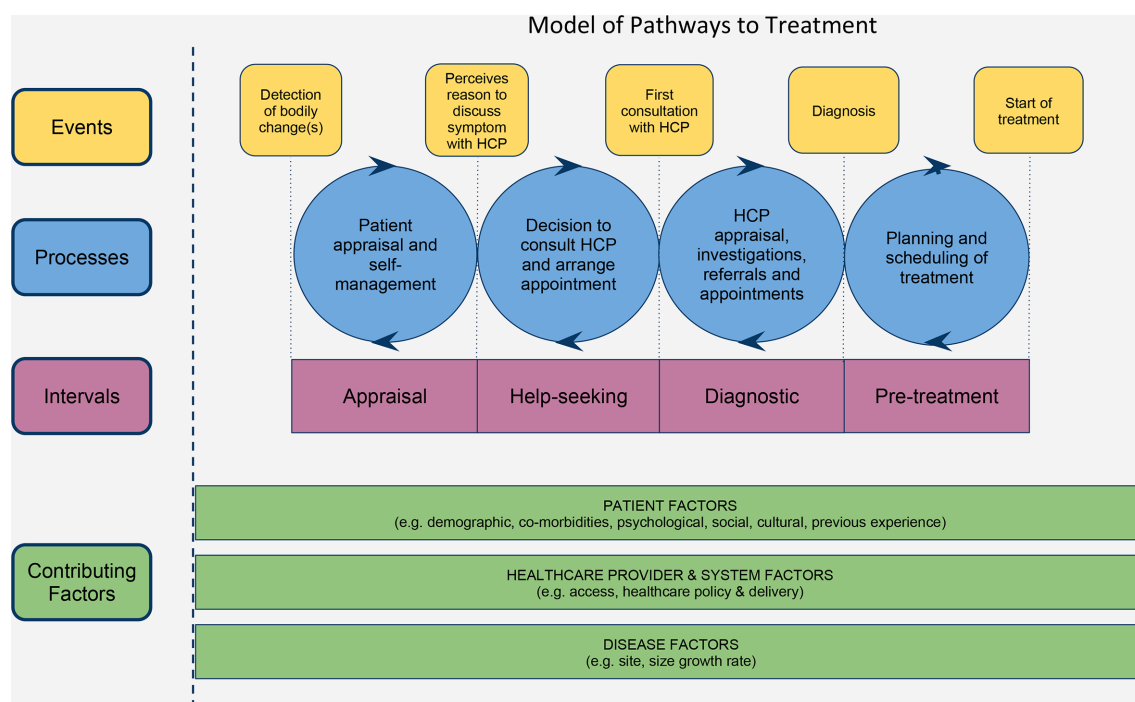 Model of Pathways to Treatment
Events
Detection
of bodily
change(s)
Perceives
reason to
discuss
symptom
with HCP
First
consultation
with HCP
Diagnosis
Start of
treatment
Processes
Patient
appraisal and
self-
management
Decision to
consult HCP
and arrange
appointment
HCP
appraisal,
investigations,
referrals and
appointments
Planning and
scheduling of
treatment
Intervals
Appraisal
Help-seeking
Diagnostic
Pre-treatment
Contributing
Factors
PATIENT FACTORS
(e.g. demographic, co-morbidities, psychological, social, cultural, previous experience)
HEALTHCARE PROVIDER & SYSTEM FACTORS
(e.g. access, healthcare policy & delivery)
DISEASE FACTORS
(e.g. site, size growth rate)